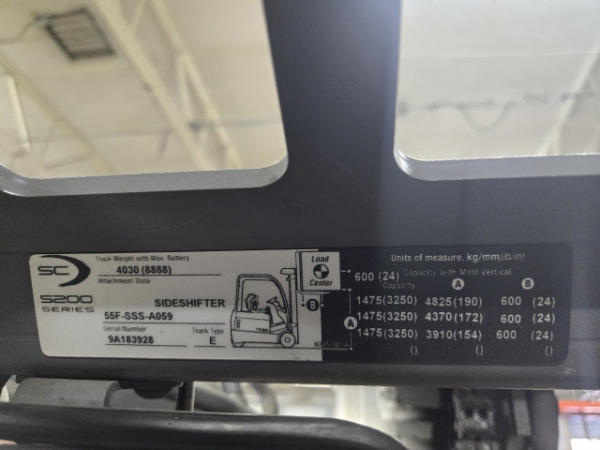 SC
5200
SERIES
Truck Weight with Max. Battery
4030 (8888)
Attachment Data
SIDESHIFTER
55F-SSS-A059
Serial Number
Truck Type
9A183928
E
Load
Center
B
A
Units of measure, kg/mm(lb/in)
600 (24)
Capacity with Mast Vertical
Capacity A B
1475(3250) 4825(190) 600 (24)
1475(3250) 4370(172) 600 (24)
1475(3250) 3910(154) 600 (24)
() () ()